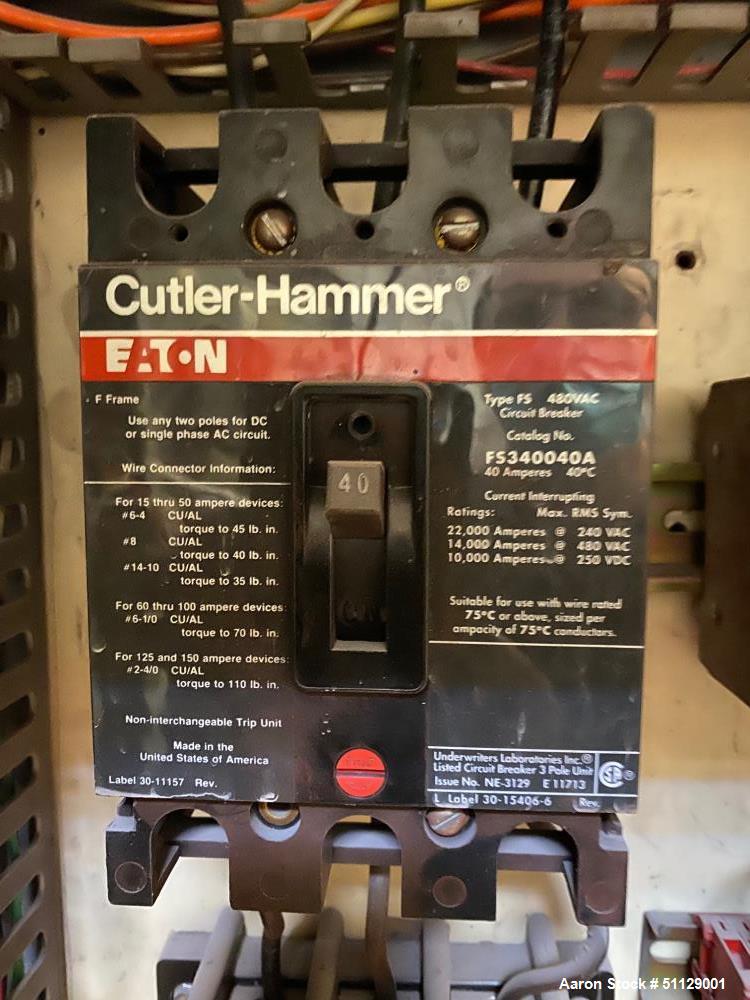 Cutler-Hammer®
EATON
F Frame
Use any two poles for DC
or single phase AC circuit.
Wire Connector Information:
For 15 thru 50 ampere devices:
#6-4 CU/AL
torque to 45 lb. in.
#8 CU/AL
torque to 40 lb. in.
#14-10 CU/AL
torque to 35 lb. in.
For 60 thru 100 ampere devices:
#6-1/0 CU/AL
torque to 70 lb. in.
For 125 and 150 ampere devices:
#2-4/0 CU/AL
torque to 110 lb. in.
Non-interchangeable Trip Unit
Made in the
United States of America
Label 30-11157 Rev.
40
ON
Type FS 480VAC
Circuit Breaker
Catalog No.
FS340040A
40 Amperes 40°C
Current Interrupting
Ratings: Max. RMS Sym.
22,000 Amperes @ 240 VAC
14,000 Amperes @ 480 VAC
10,000 Amperes @ 250 VDC
Suitable for use with wire rated
75°C or above, sized per
ampacity of 75°C conductors.
Underwriters Laboratories Inc.®
Listed Circuit Breaker 3 Pole Unit
Issue No. NE-3129 E 11713
L Label 30-15406-6 Rev.
Aaron Stock # 51129001